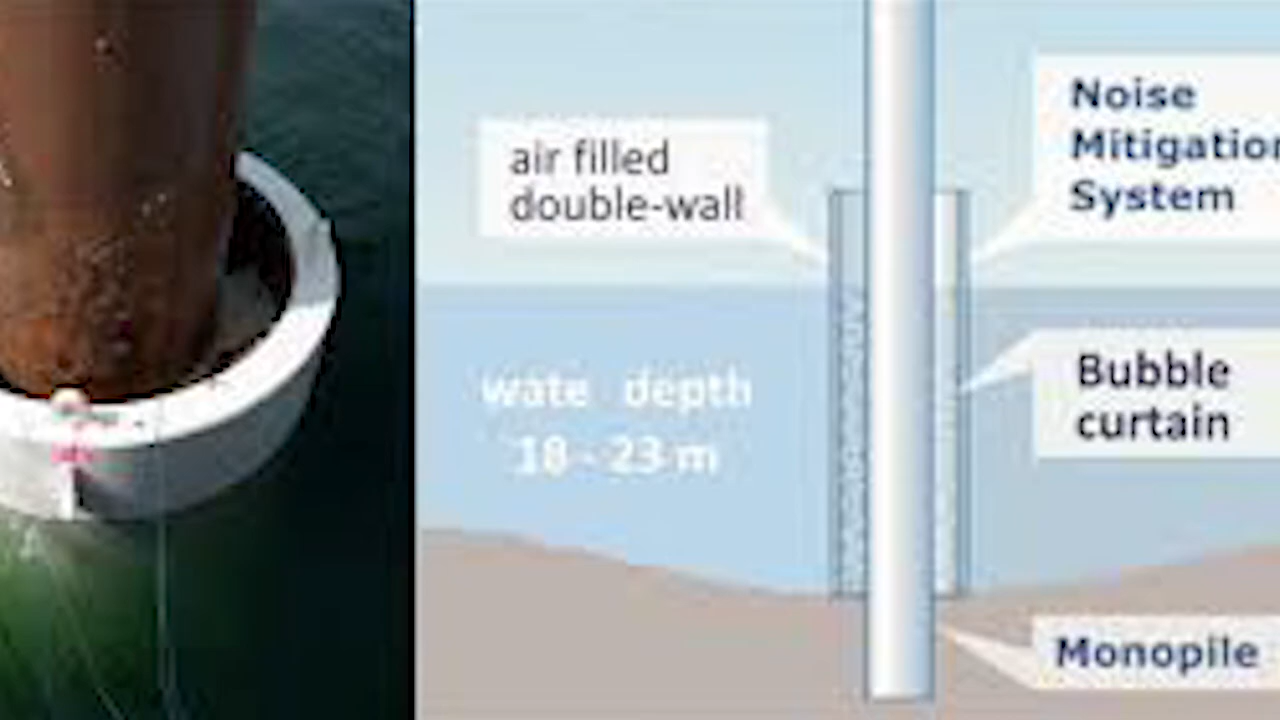 air filled
double-wall
Noise
Mitigation
System
wate depth
18 - 23 m
Bubble
curtain
Monopile